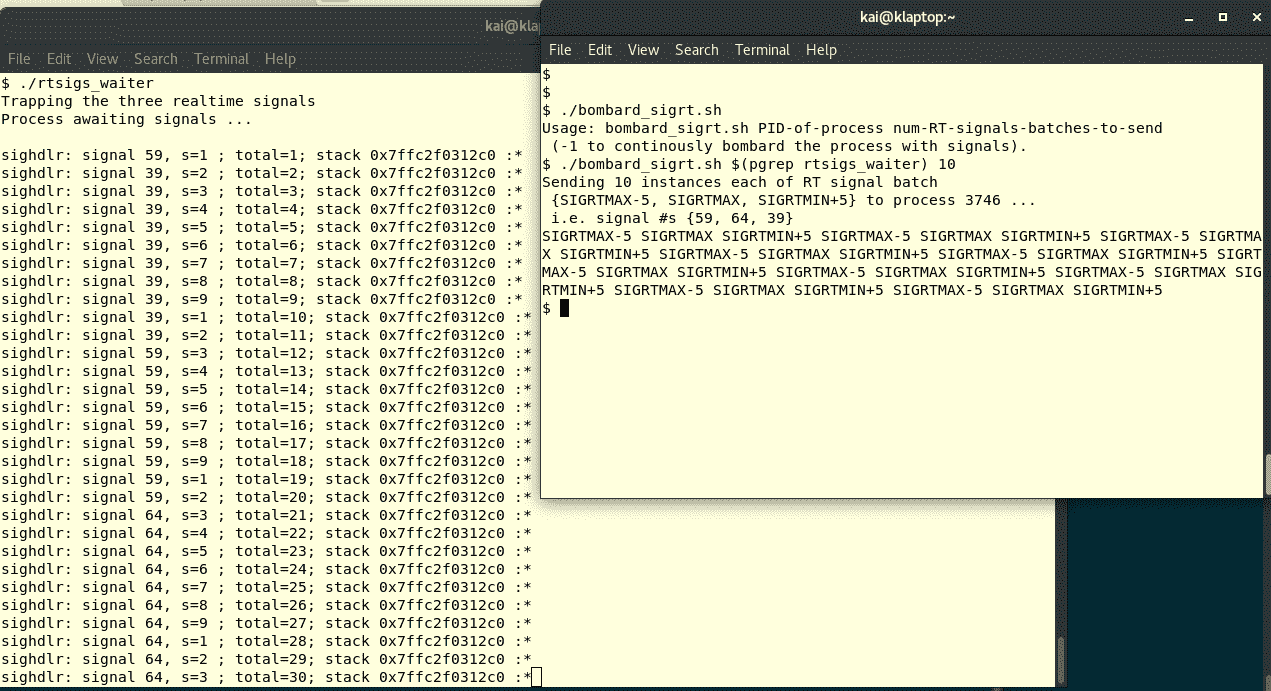 kai@kla
File Edit View Search Terminal Help
$ ./rtsigs_waiter
Trapping the three realtime signals
Process awaiting signals ...
sighdlr: signal 59, s=1 ; total=1; stack 0x7ffc2f0312c0 :*
sighdlr: signal 39, s=2 ; total=2; stack 0x7ffc2f0312c0 :*
sighdlr: signal 39, s=3 ; total=3; stack 0x7ffc2f0312c0 :*
sighdlr: signal 39, s=4 ; total=4; stack 0x7ffc2f0312c0 :*
sighdlr: signal 39, s=5 ; total=5; stack 0x7ffc2f0312c0 :*
sighdlr: signal 39, s=6 ; total=6; stack 0x7ffc2f0312c0 :*
sighdlr: signal 39, s=7 ; total=7; stack 0x7ffc2f0312c0 :*
sighdlr: signal 39, s=8 ; total=8; stack 0x7ffc2f0312c0 :*
sighdlr: signal 39, s=9 ; total=9; stack 0x7ffc2f0312c0 :*
sighdlr: signal 39, s=1 ; total=10; stack 0x7ffc2f0312c0 :*
sighdlr: signal 39, s=2 ; total=11; stack 0x7ffc2f0312c0 :*
sighdlr: signal 59, s=3 ; total=12; stack 0x7ffc2f0312c0 :*
sighdlr: signal 59, s=4 ; total=13; stack 0x7ffc2f0312c0 :*
sighdlr: signal 59, s=5 ; total=14; stack 0x7ffc2f0312c0 :*
sighdlr: signal 59, s=6 ; total=15; stack 0x7ffc2f0312c0 :*
sighdlr: signal 59, s=7 ; total=16; stack 0x7ffc2f0312c0 :*
sighdlr: signal 59, s=8 ; total=17; stack 0x7ffc2f0312c0 :*
sighdlr: signal 59, s=9 ; total=18; stack 0x7ffc2f0312c0 :*
sighdlr: signal 59, s=1 ; total=19; stack 0x7ffc2f0312c0 :*
sighdlr: signal 59, s=2 ; total=20; stack 0x7ffc2f0312c0 :*
sighdlr: signal 64, s=3 ; total=21; stack 0x7ffc2f0312c0 :*
sighdlr: signal 64, s=4 ; total=22; stack 0x7ffc2f0312c0 :*
sighdlr: signal 64, s=5 ; total=23; stack 0x7ffc2f0312c0 :*
sighdlr: signal 64, s=6 ; total=24; stack 0x7ffc2f0312c0 :*
sighdlr: signal 64, s=7 ; total=25; stack 0x7ffc2f0312c0 :*
sighdlr: signal 64, s=8 ; total=26; stack 0x7ffc2f0312c0 :*
sighdlr: signal 64, s=9 ; total=27; stack 0x7ffc2f0312c0 :*
sighdlr: signal 64, s=1 ; total=28; stack 0x7ffc2f0312c0 :*
sighdlr: signal 64, s=2 ; total=29; stack 0x7ffc2f0312c0 :*
sighdlr: signal 64, s=3 ; total=30; stack 0x7ffc2f0312c0 :*
kai@klaptop:~
File Edit View Search Terminal Help
$
$
$ ./bombard_sigrt.sh
Usage: bombard_sigrt.sh PID-of-process num-RT-signals-batches-to-send
(-1 to continously bombard the process with signals).
$ ./bombard_sigrt.sh $(pgrep rtsigs_waiter) 10
Sending 10 instances each of RT signal batch
{SIGRTMAX-5, SIGRTMAX, SIGRTMIN+5} to process 3746 ...
i.e. signal #s {59, 64, 39}
SIGRTMAX-5 SIGRTMAX SIGRTMIN+5 SIGRTMAX-5 SIGRTMAX SIGRTMIN+5 SIGRTMAX-5 SIGRTMA
X SIGRTMIN+5 SIGRTMAX-5 SIGRTMAX SIGRTMIN+5 SIGRTMAX-5 SIGRTMAX SIGRTMIN+5 SIGRT
MAX-5 SIGRTMAX SIGRTMIN+5 SIGRTMAX-5 SIGRTMAX SIGRTMIN+5 SIGRTMAX-5 SIGRTMAX SIG
RTMIN+5 SIGRTMAX-5 SIGRTMAX SIGRTMIN+5 SIGRTMAX-5 SIGRTMAX SIGRTMIN+5
$